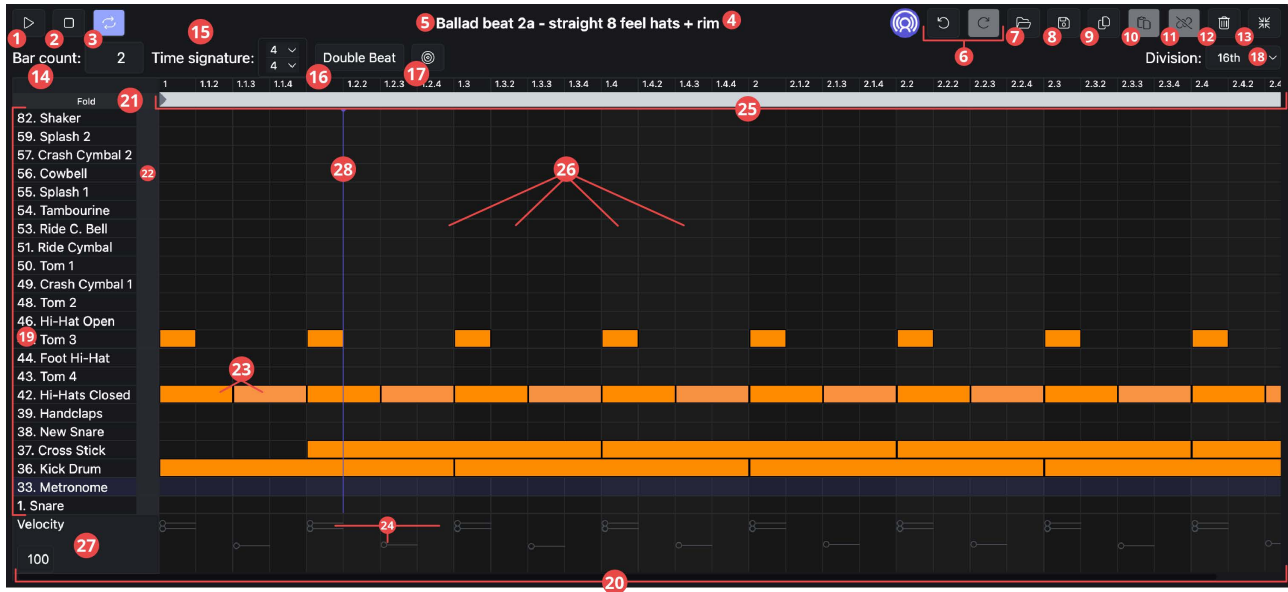 5 Ballad beat 2a - straight 8 feel hats + rim 4
1 2 3 15 6 7 8 9 10 11 12 13
Bar count: 2 Time signature: 4 4 Double Beat Division: 16th 18
14 16 17
1 1.1.2 1.1.3 1.1.4 1.2.2 1.2.3 1.2.4 1.3 1.3.2 1.3.3 1.3.4 1.4 1.4.2 1.4.3 1.4.4 2 2.1.2 2.1.3 2.1.4 2.2 2.2.2 2.2.3 2.2.4 2.3 2.3.2 2.3.3 2.3.4 2.4 2.4.2 2.4
Fold 21 25
82. Shaker
59. Splash 2
57. Crash Cymbal 2
56. Cowbell 22 28 26
55. Splash 1
54. Tambourine
53. Ride C. Bell
51. Ride Cymbal
50. Tom 1
49. Crash Cymbal 1
48. Tom 2
46. Hi-Hat Open
19 Tom 3
44. Foot Hi-Hat
23
43. Tom 4
42. Hi-Hats Closed
39. Handclaps
38. New Snare
37. Cross Stick
36. Kick Drum
33. Metronome
1. Snare
Velocity 24
27
100
20